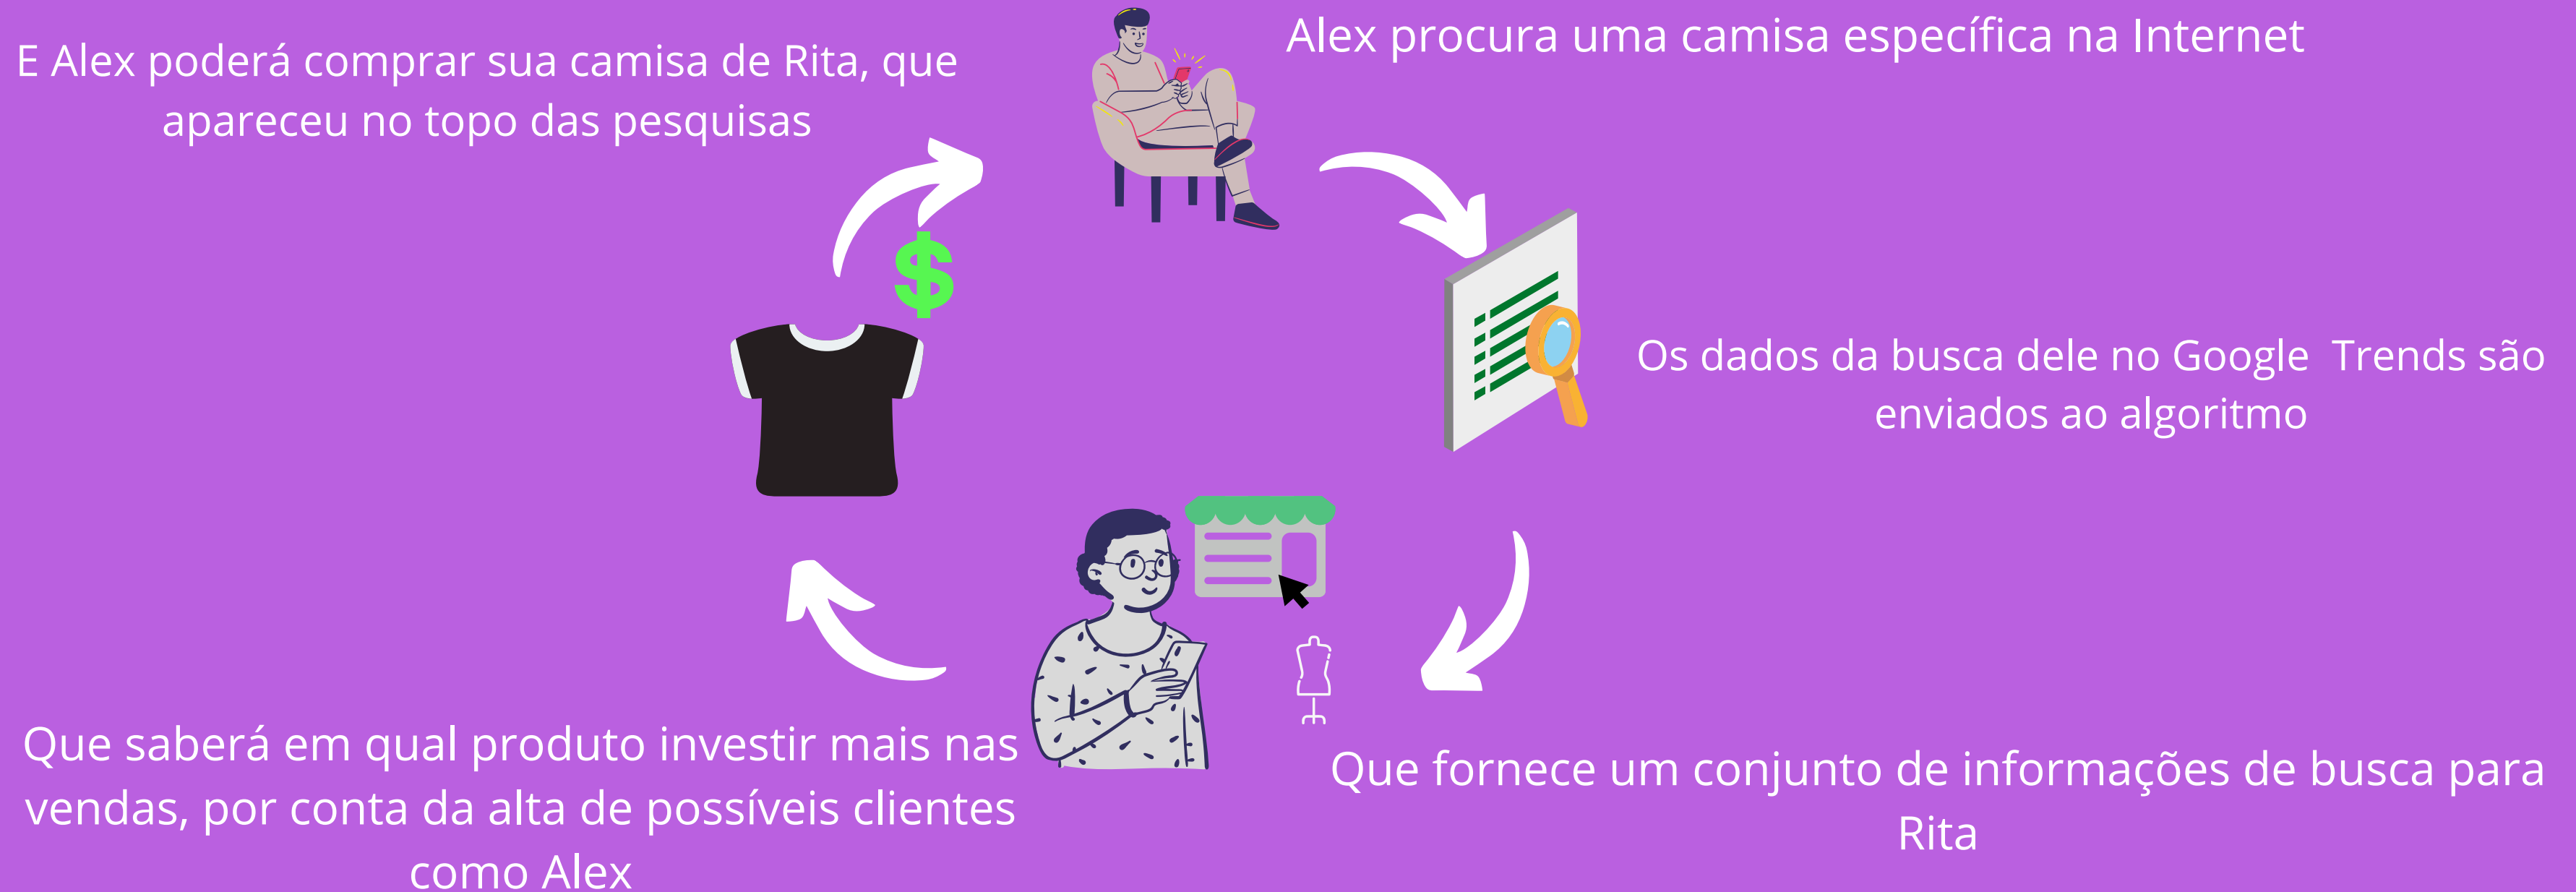 Alex procura uma camisa específica na Internet
Os dados da busca dele no Google Trends são
enviados ao algoritmo
Que fornece um conjunto de informações de busca para
Rita
Que saberá em qual produto investir mais nas
vendas, por conta da alta de possíveis clientes
como Alex
E Alex poderá comprar sua camisa de Rita, que
apareceu no topo das pesquisas
$